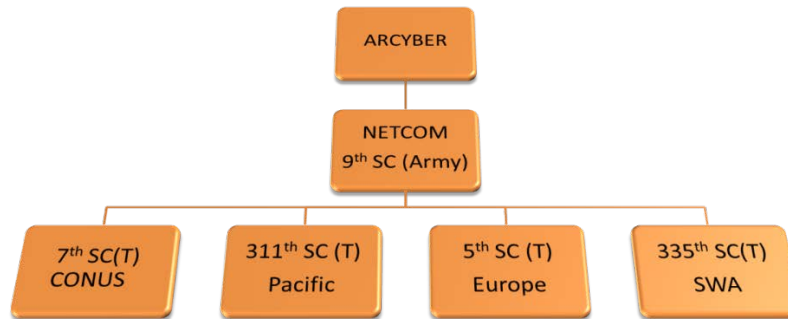 ARCYBER
NETCOM
9th SC (Army)
7th SC(T)
CONUS
311th SC (T)
Pacific
5th SC (T)
Europe
335th SC(T)
SWA